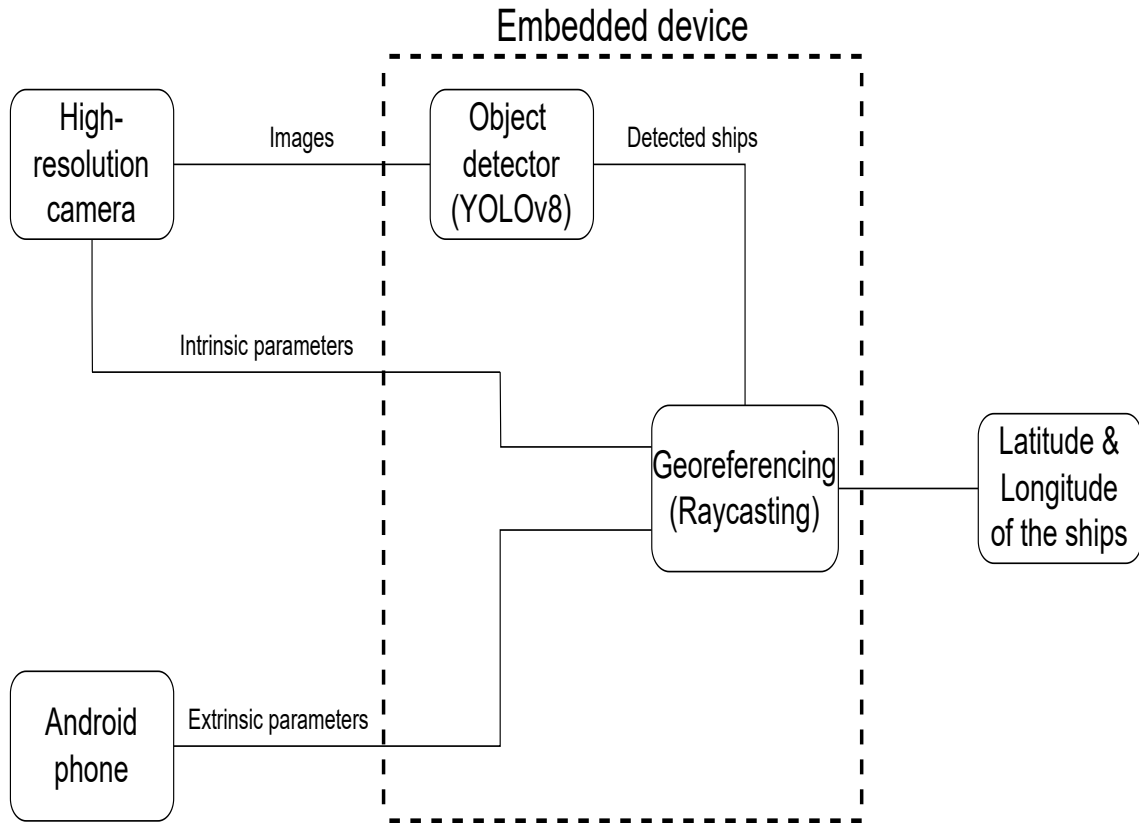 Embedded device
High-
resolution
camera
Images
Object
detector
(YOLOv8)
Detected ships
Intrinsic parameters
Georeferencing
(Raycasting)
Latitude &
Longitude
of the ships
Android
phone
Extrinsic parameters